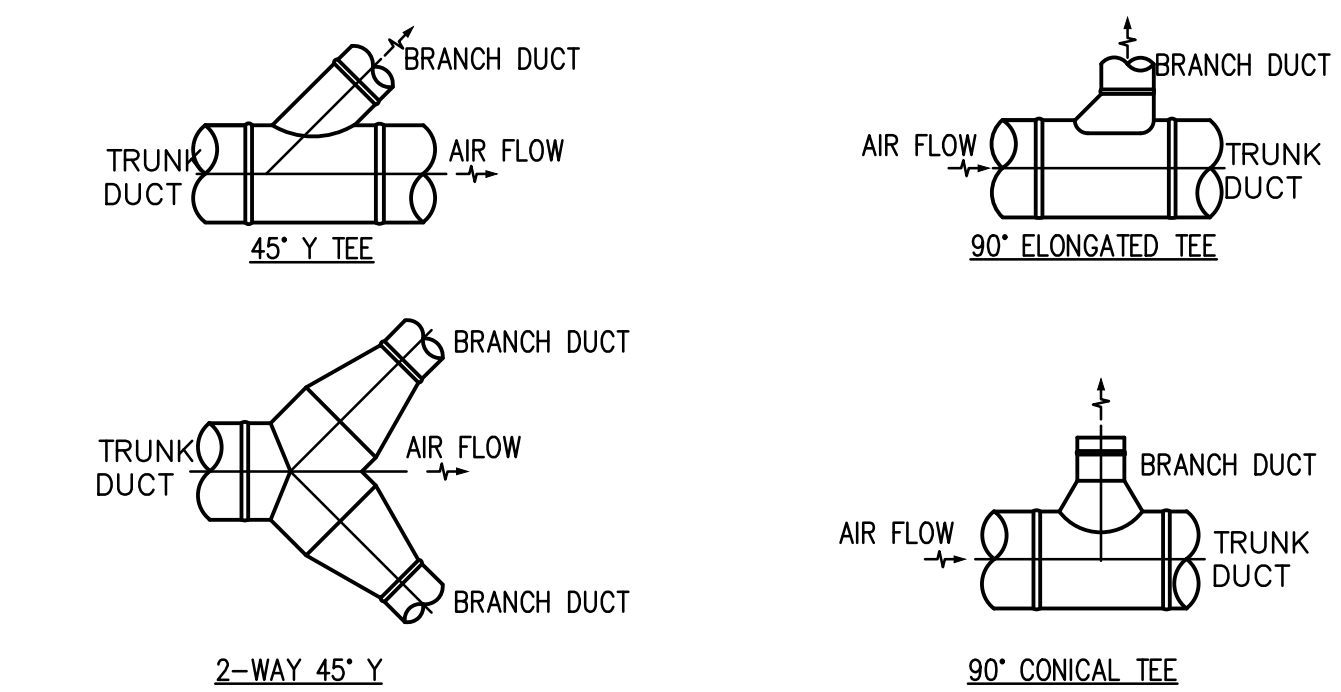 BRANCH DUCT
TRUNK
DUCT
AIR FLOW
45° Y TEE
BRANCH DUCT
AIR FLOW
TRUNK
DUCT
90° ELONGATED TEE
BRANCH DUCT
TRUNK
DUCT
AIR FLOW
BRANCH DUCT
2-WAY 45° Y
BRANCH DUCT
AIR FLOW
TRUNK
DUCT
90° CONICAL TEE